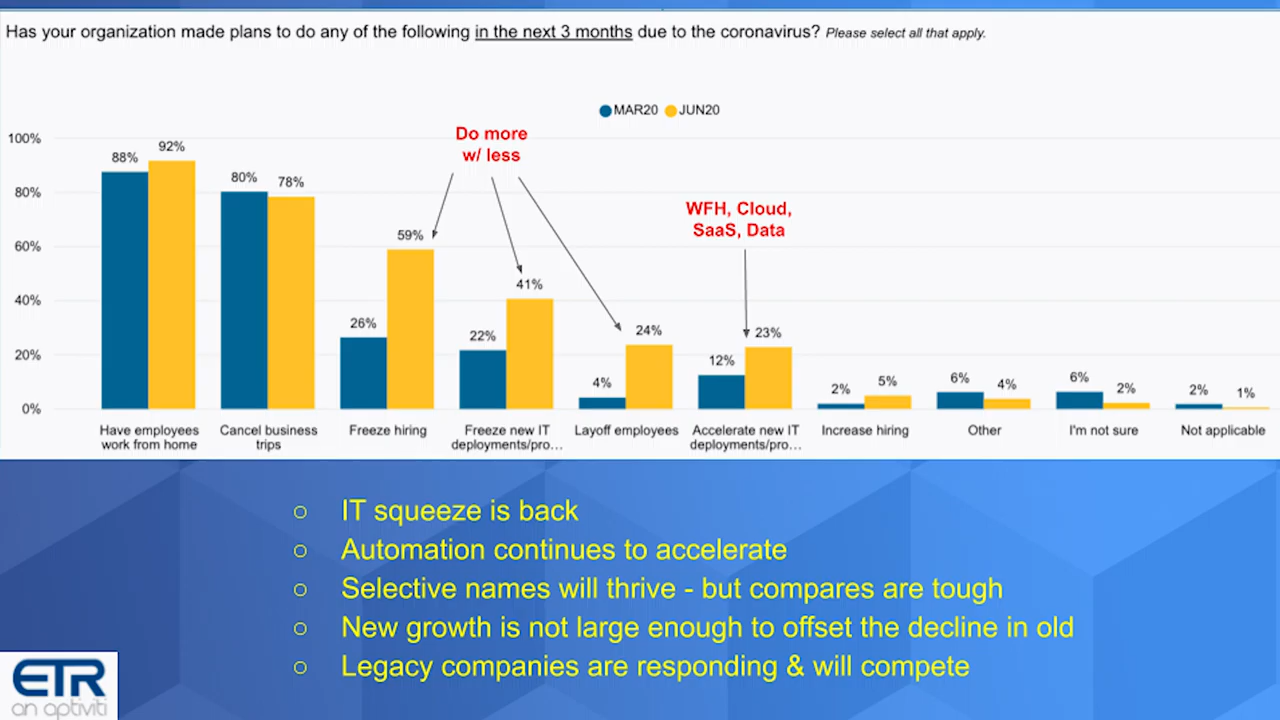 Has your organization made plans to do any of the following in the next 3 months due to the coronavirus? Please select all that apply.
MAR20 JUN20
100%
80%
60%
40%
20%
0%
Do more
w/ less
WFH, Cloud,
SaaS, Data
88% 92%
80% 78%
26% 59%
22% 41%
4% 24%
12% 23%
2% 5%
6% 4%
6% 2%
2% 1%
Have employees
work from home
Cancel business
trips
Freeze hiring
Freeze new IT
deployments/pro…
Layoff employees
Accelerate new IT
deployments/pro…
Increase hiring
Other
I'm not sure
Not applicable
IT squeeze is back
Automation continues to accelerate
Selective names will thrive - but compares are tough
New growth is not large enough to offset the decline in old
Legacy companies are responding & will compete
ETR
an aptiviti